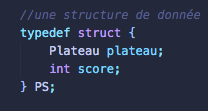 //une structure de donnée
typedef struct {
    Plateau plateau;
    int score;
} PS;